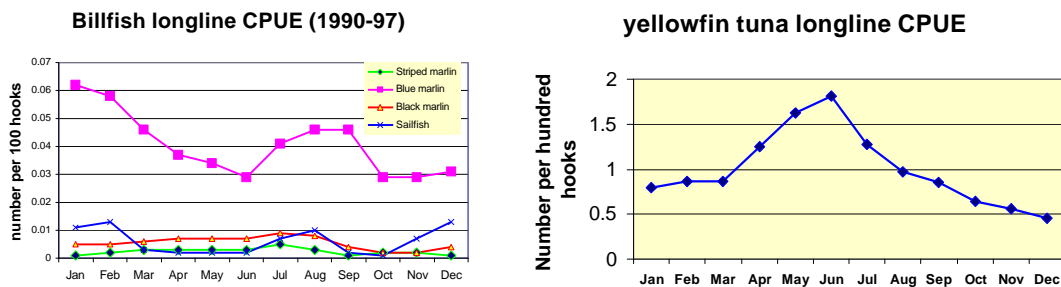 Billfish longline CPUE (1990-97)
number per 100 hooks
0.07
0.06
0.05
0.04
0.03
0.02
0.01
0
Jan Feb Mar Apr May Jun Jul Aug Sep Oct Nov Dec
Striped marlin
Blue marlin
Black marlin
Sailfish
yellowfin tuna longline CPUE
Number per hundred
hooks
2
1.5
1
0.5
0
Jan Feb Mar Apr May Jun Jul Aug Sep Oct Nov Dec